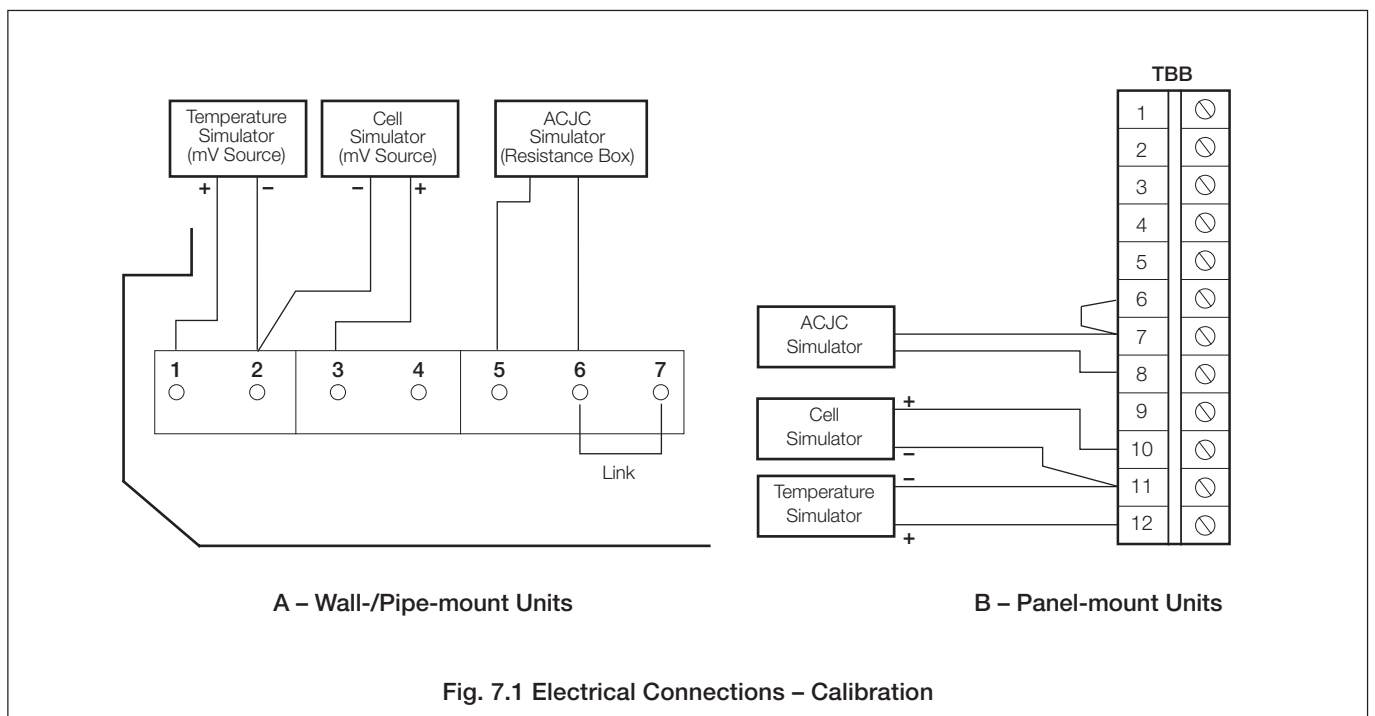 Temperature
Simulator
(mV Source)
Cell
Simulator
(mV Source)
ACJC
Simulator
(Resistance Box)
+ – – +
1 2 3 4 5 6 7
Link
A – Wall-/Pipe-mount Units
TBB
1
2
3
4
5
6
7
8
9
10
11
12
ACJC
Simulator
+
Cell
Simulator
–
–
Temperature
Simulator
+
B – Panel-mount Units
Fig. 7.1 Electrical Connections – Calibration